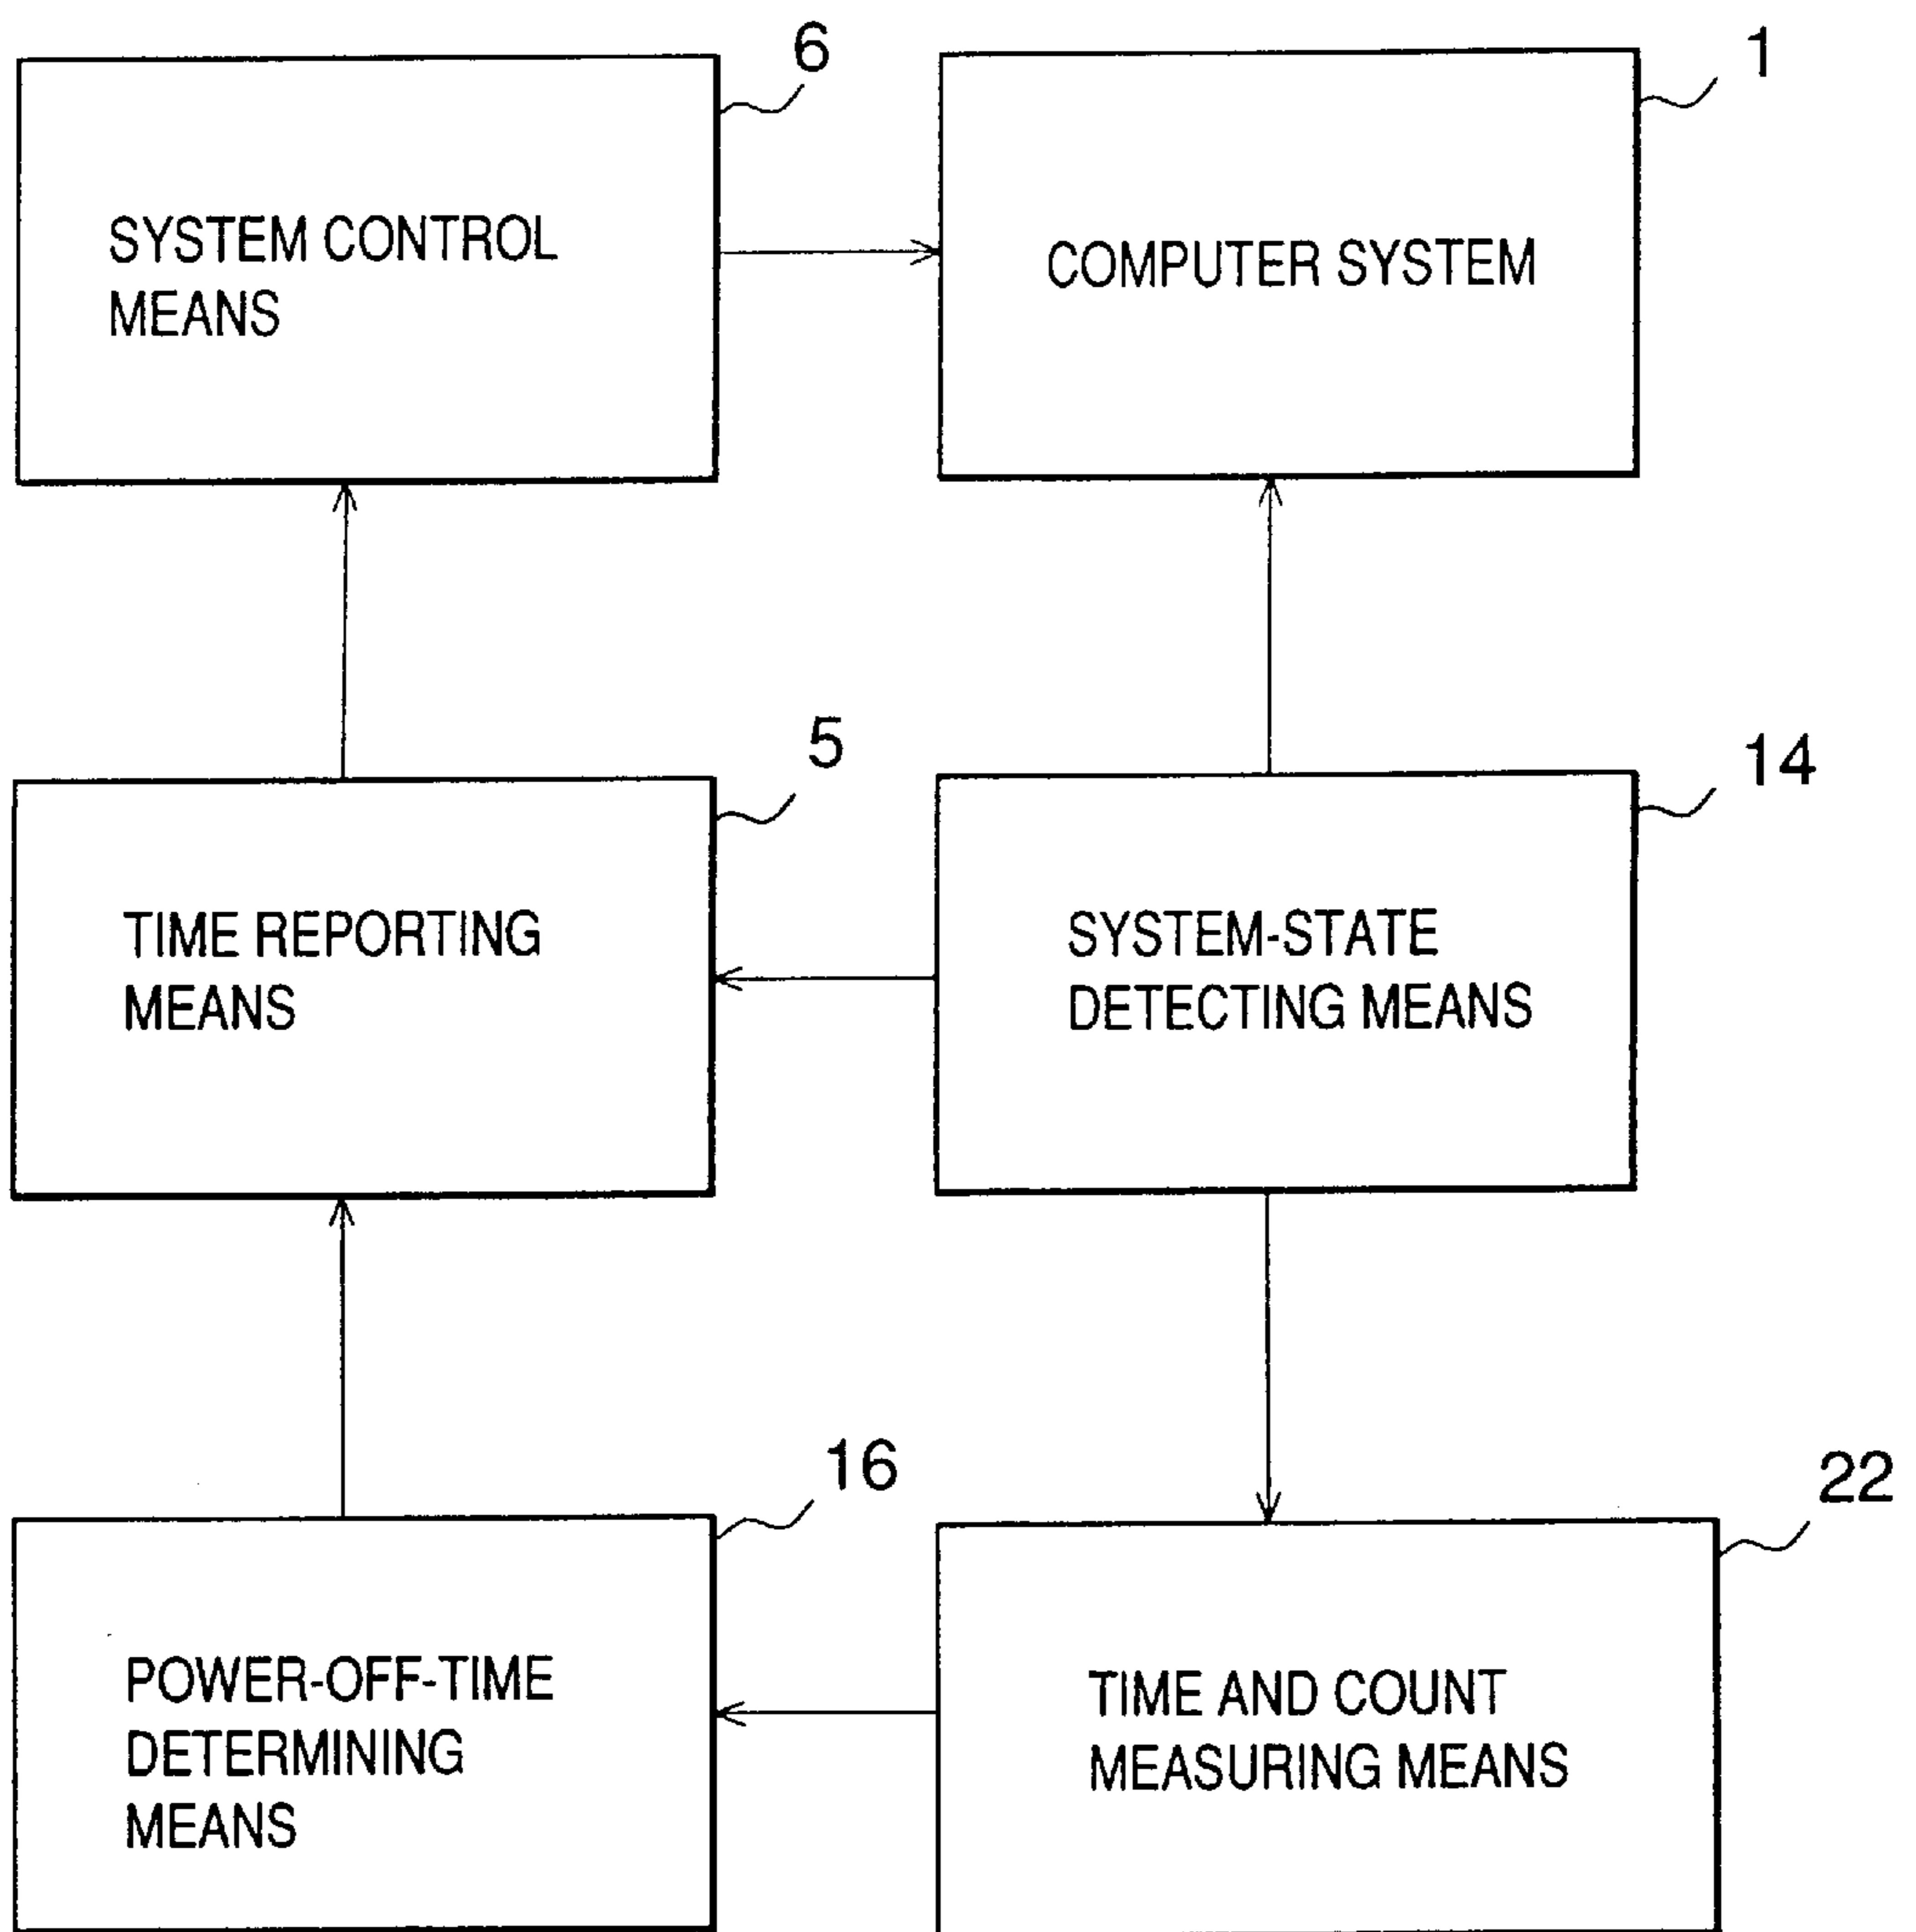 6
1
SYSTEM CONTROL
MEANS
COMPUTER SYSTEM
5
14
TIME REPORTING
MEANS
SYSTEM-STATE
DETECTING MEANS
16
22
POWER-OFF-TIME
DETERMINING
MEANS
TIME AND COUNT
MEASURING MEANS